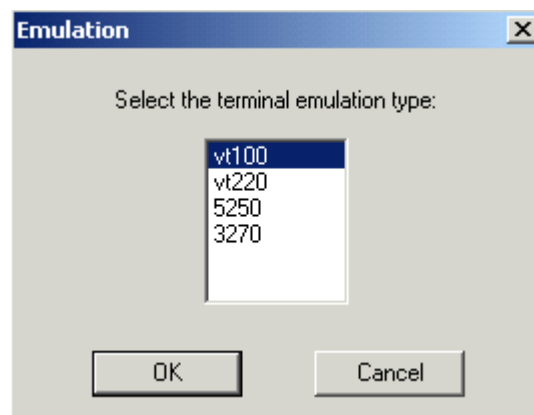 Emulation
Select the terminal emulation type:
vt100
vt220
5250
3270
OK Cancel